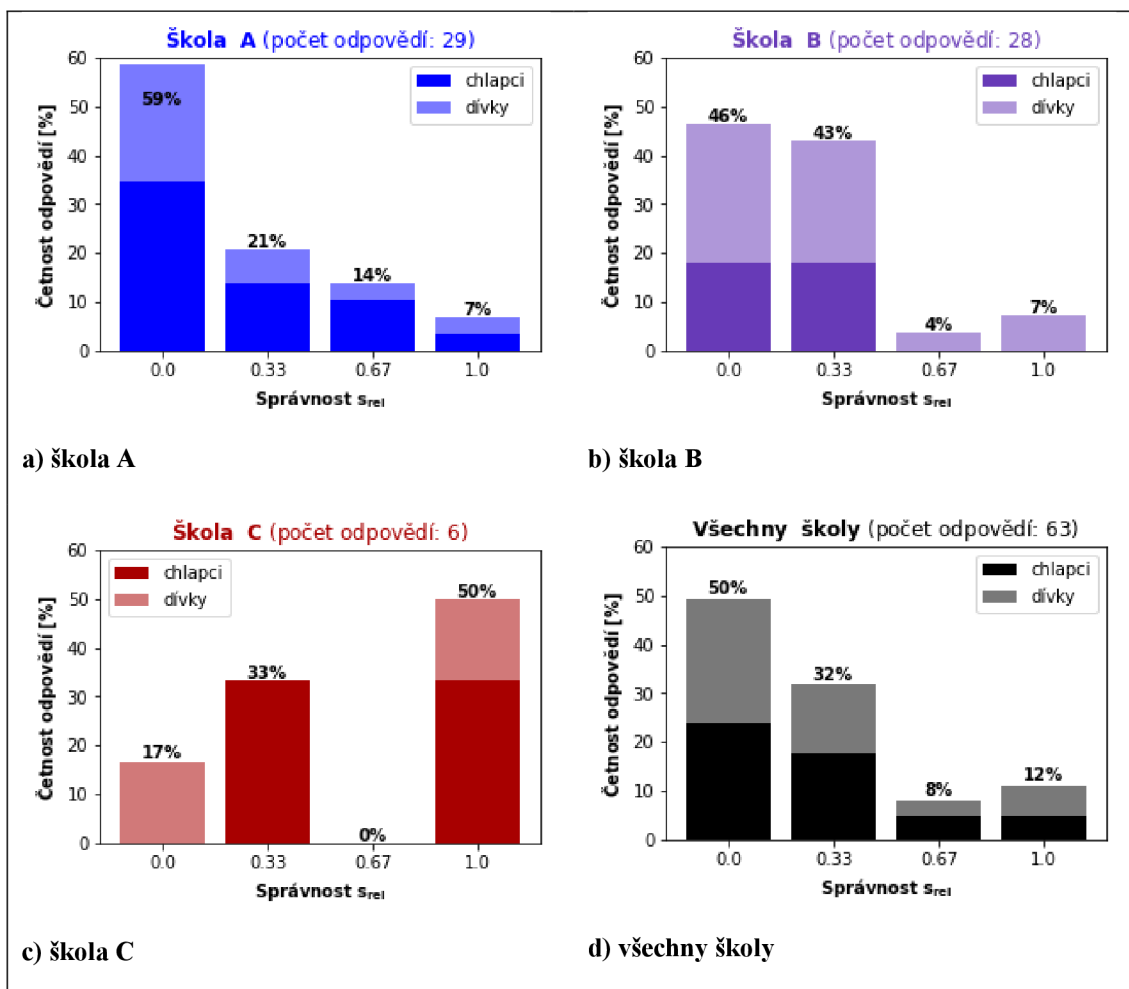 Škola A (počet odpovědí: 29)
Četnost odpovědí [%]
60
50
40
30
20
10
0
chlapci
dívky
59%
21%
14%
7%
0.0 0.33 0.67 1.0
Správnost s_rel
a) škola A
Škola B (počet odpovědí: 28)
Četnost odpovědí [%]
60
50
40
30
20
10
0
chlapci
dívky
46%
43%
4%
7%
0.0 0.33 0.67 1.0
Správnost s_rel
b) škola B
Škola C (počet odpovědí: 6)
Četnost odpovědí [%]
60
50
40
30
20
10
0
chlapci
dívky
17%
33%
0%
50%
0.0 0.33 0.67 1.0
Správnost s_rel
c) škola C
Všechny školy (počet odpovědí: 63)
Četnost odpovědí [%]
60
50
40
30
20
10
0
chlapci
dívky
50%
32%
8%
12%
0.0 0.33 0.67 1.0
Správnost s_rel
d) všechny školy